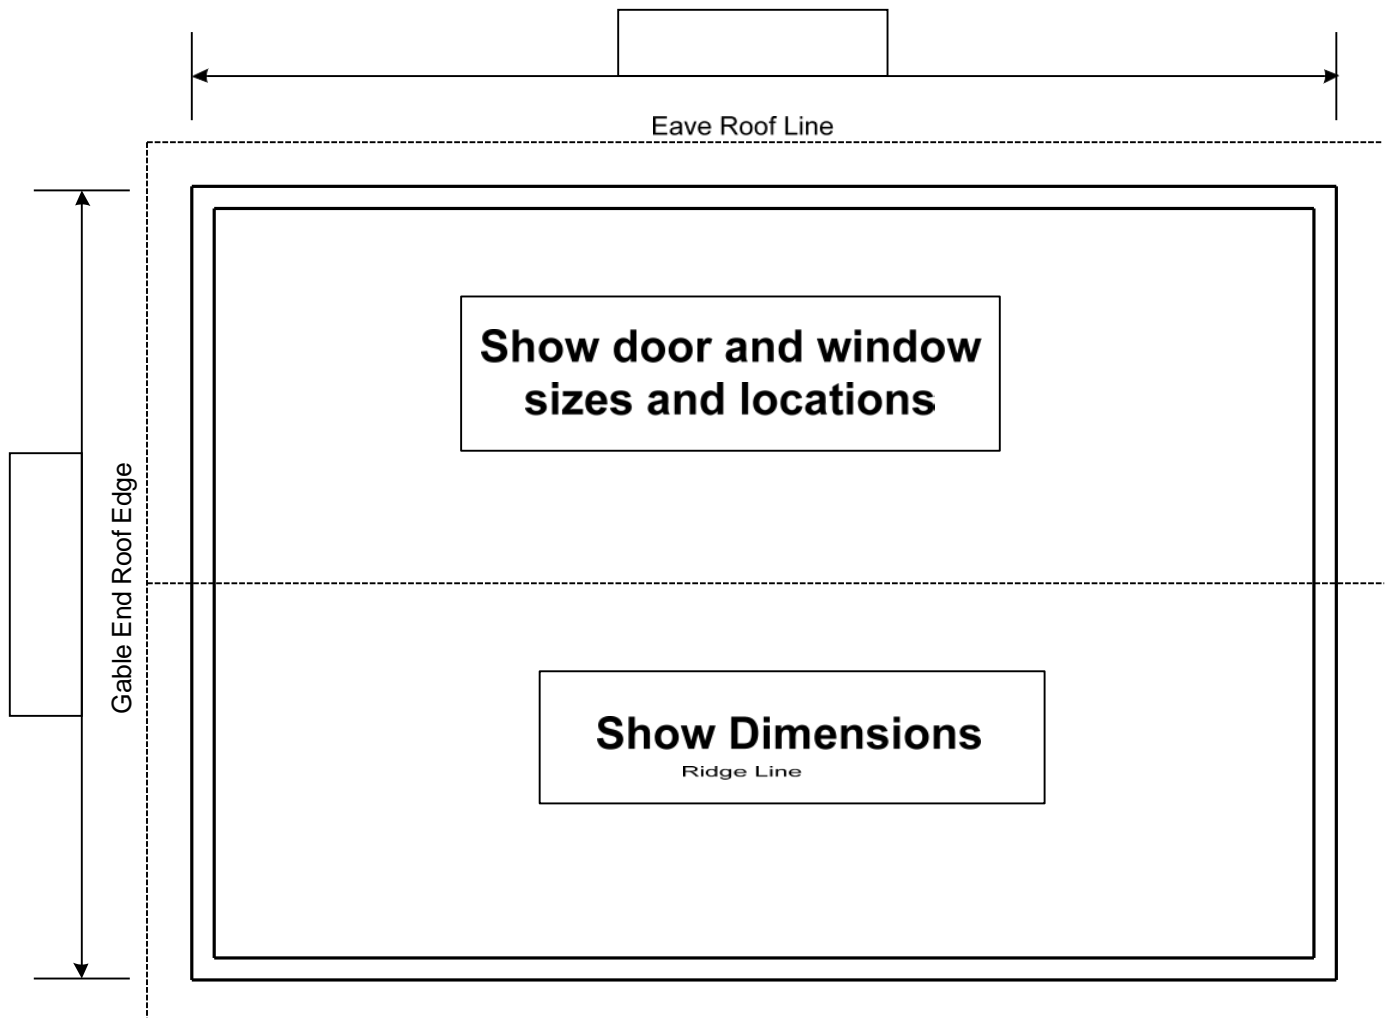 Eave Roof Line
Show door and window
sizes and locations
Gable End Roof Edge
Show Dimensions
Ridge Line